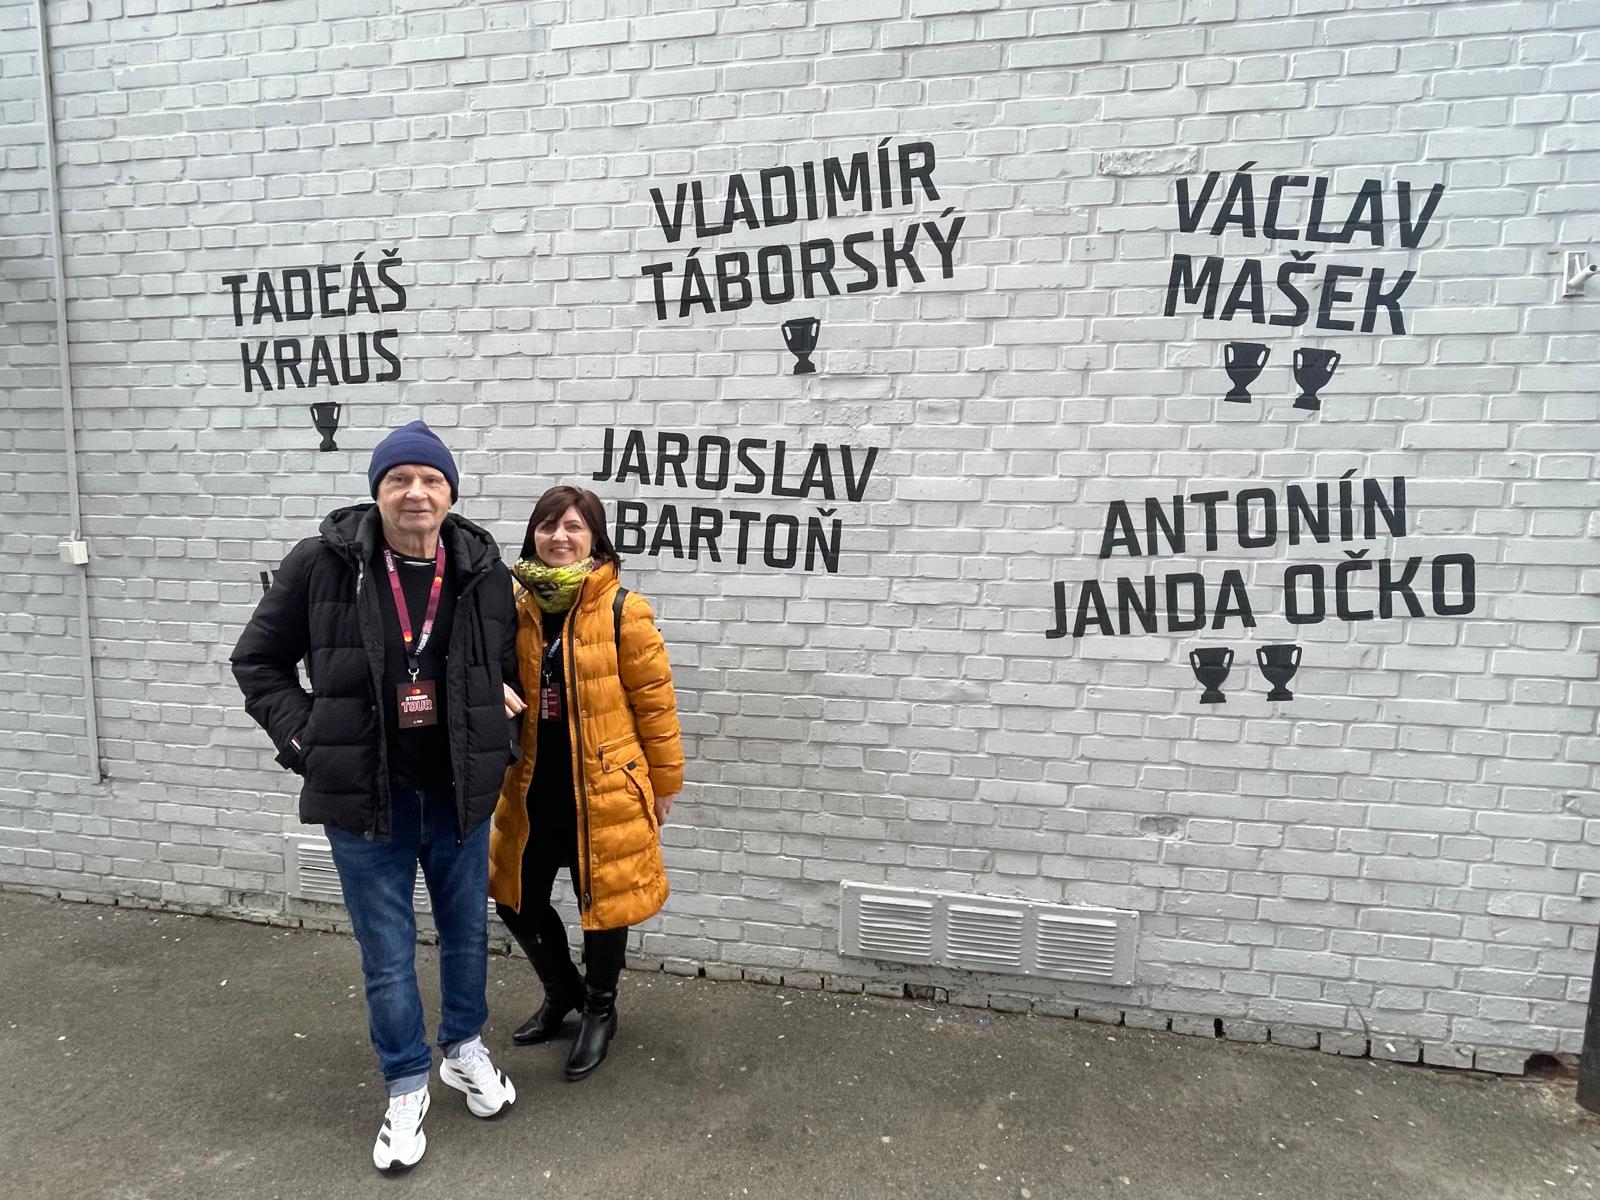 TADEÁŠ
KRAUS
VLADIMÍR
TÁBORSKÝ
VÁCLAV
MAŠEK
JAROSLAV
BARTOŇ
ANTONÍN
JANDA OČKO
STADIUM
TOUR